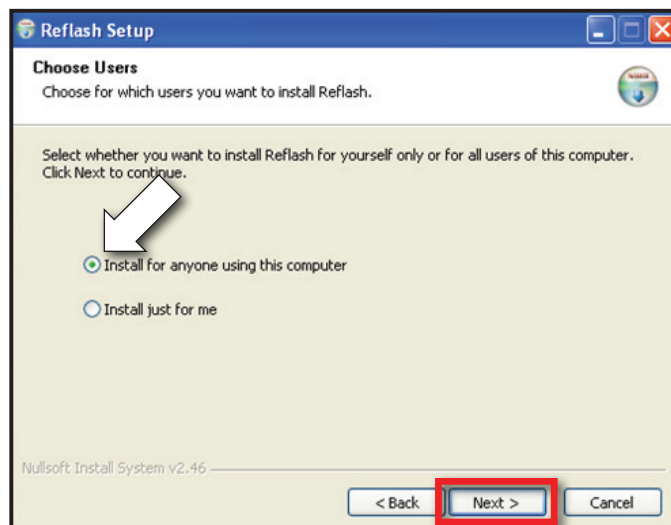 Reflash Setup
Choose Users
Choose for which users you want to install Reflash.
Select whether you want to install Reflash for yourself only or for all users of this computer.
Click Next to continue.
Install for anyone using this computer
Install just for me
Nullsoft Install System v2.46
< Back Next > Cancel